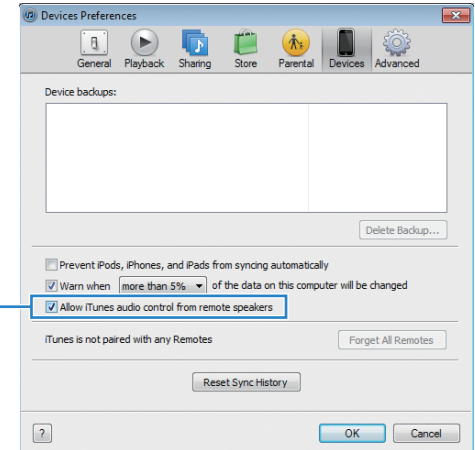 Devices Preferences
General Playback Sharing Store Parental Devices Advanced
Device backups:
Delete Backup...
Prevent iPods, iPhones, and iPads from syncing automatically
Warn when more than 5% of the data on this computer will be changed
Allow iTunes audio control from remote speakers
iTunes is not paired with any Remotes Forget All Remotes
Reset Sync History
? OK Cancel